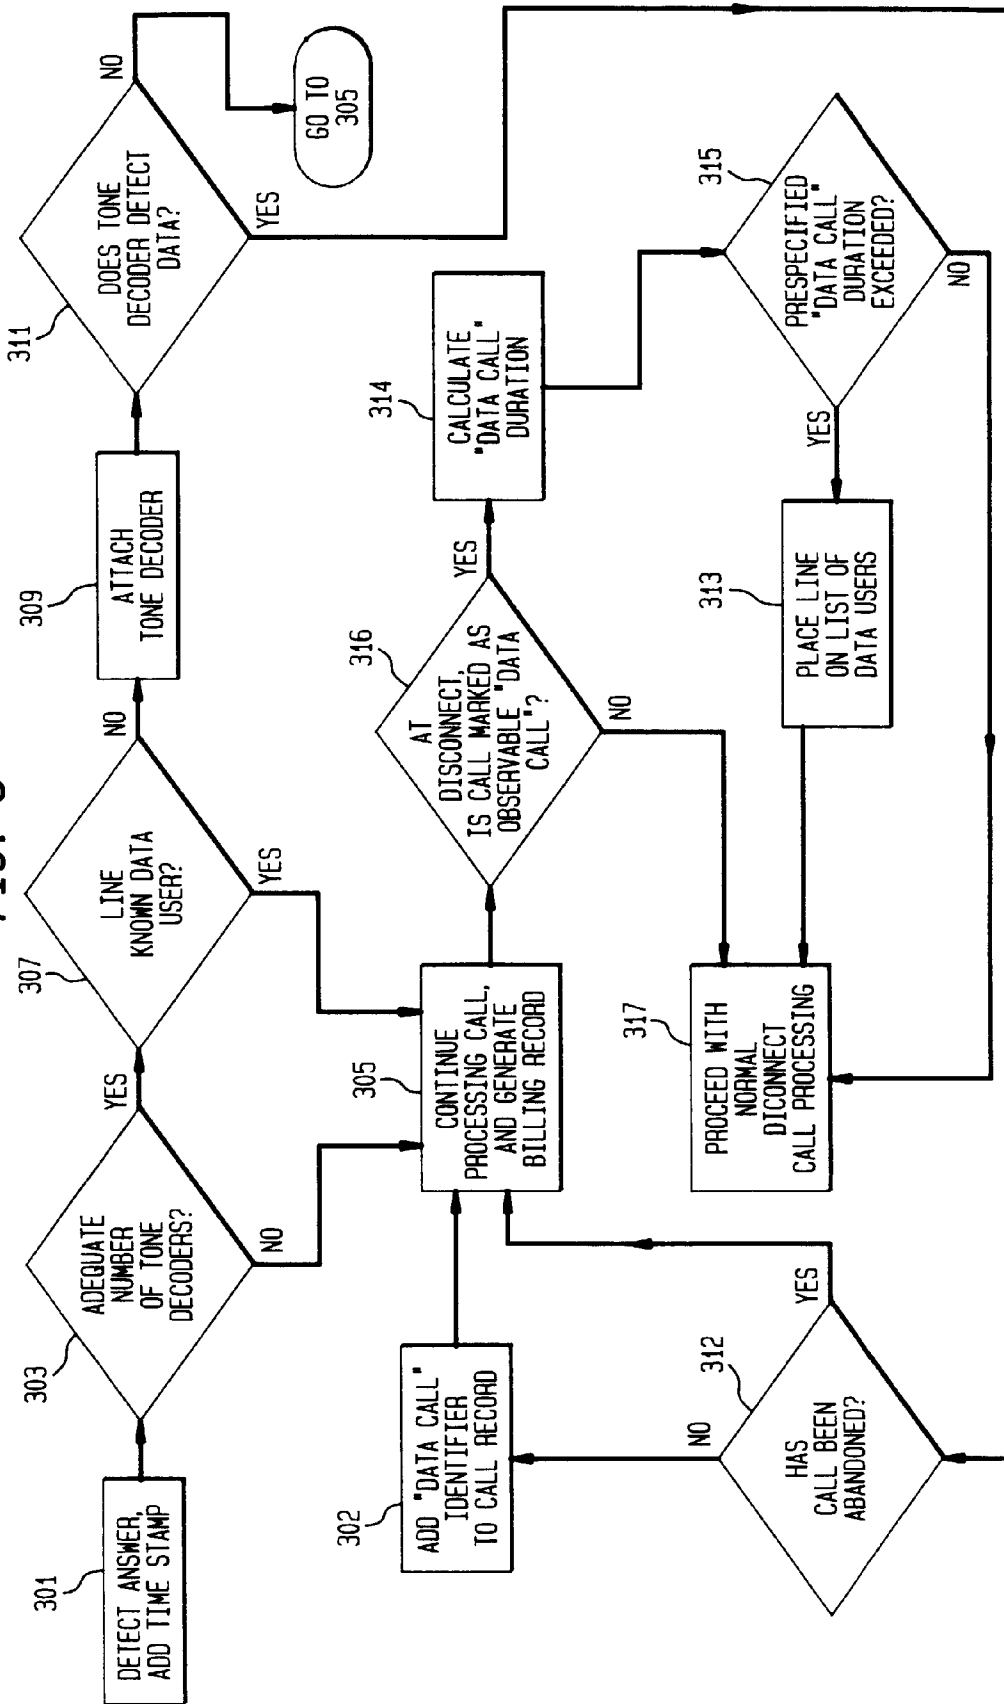 301
DETECT ANSWER,
ADD TIME STAMP
303
ADEQUATE
NUMBER
OF TONE
DECODERS?
YES
NO
307
LINE
KNOWN DATA
USER?
NO
YES
309
ATTACH
TONE DECODER
311
DOES TONE
DECODER DETECT
DATA?
NO
YES
GO TO
305
302
ADD "DATA CALL"
IDENTIFIER
TO CALL RECORD
305
CONTINUE
PROCESSING CALL,
AND GENERATE
BILLING RECORD
316
AT
DISCONNECT,
IS CALL MARKED AS
OBSERVABLE "DATA
CALL"?
YES
NO
314
CALCULATE
"DATA CALL"
DURATION
312
HAS
CALL BEEN
ABANDONED?
NO
YES
317
PROCEED WITH
NORMAL
DICONNECT
CALL PROCESSING
313
PLACE LINE
ON LIST OF
DATA USERS
315
PRESPECIFIED
"DATA CALL"
DURATION
EXCEEDED?
YES
NO